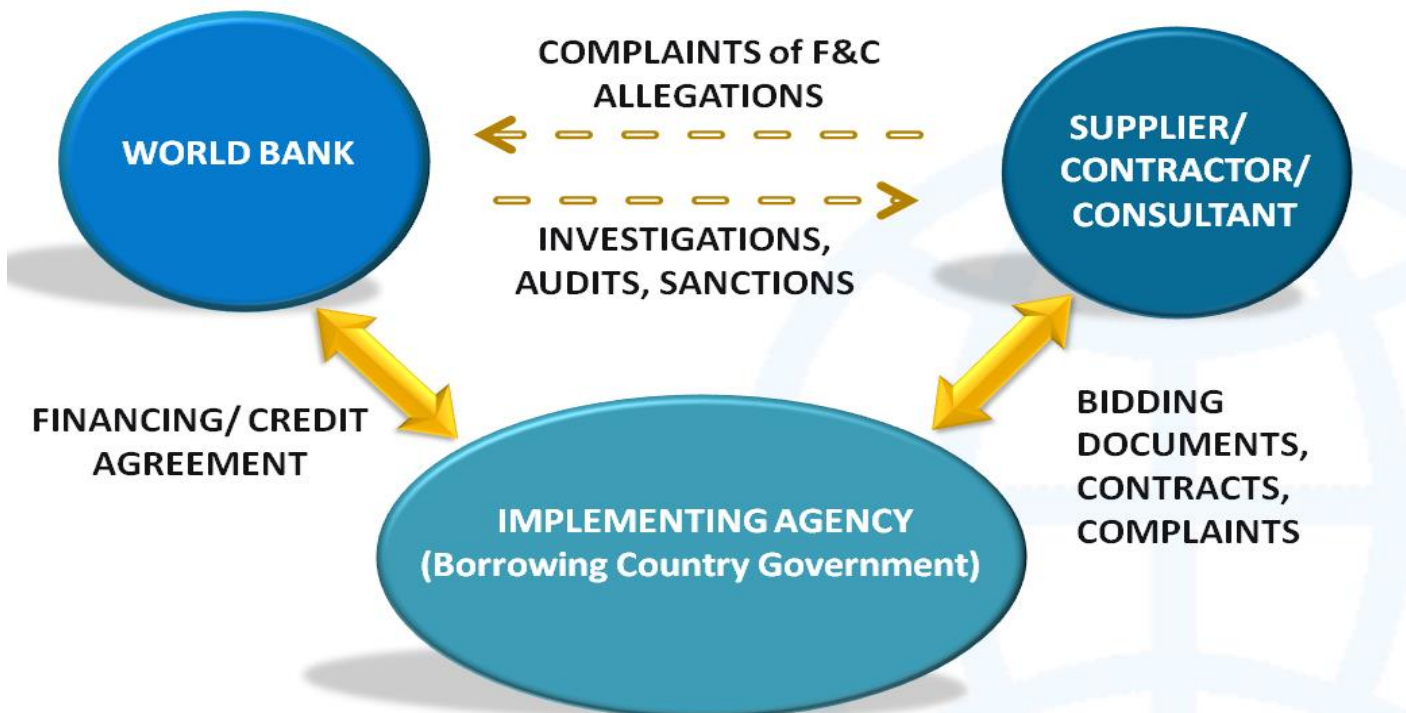 COMPLAINTS of F&C
ALLEGATIONS
WORLD BANK
SUPPLIER/
CONTRACTOR/
CONSULTANT
INVESTIGATIONS,
AUDITS, SANCTIONS
FINANCING/ CREDIT
AGREEMENT
BIDDING
DOCUMENTS,
CONTRACTS,
COMPLAINTS
IMPLEMENTING AGENCY
(Borrowing Country Government)